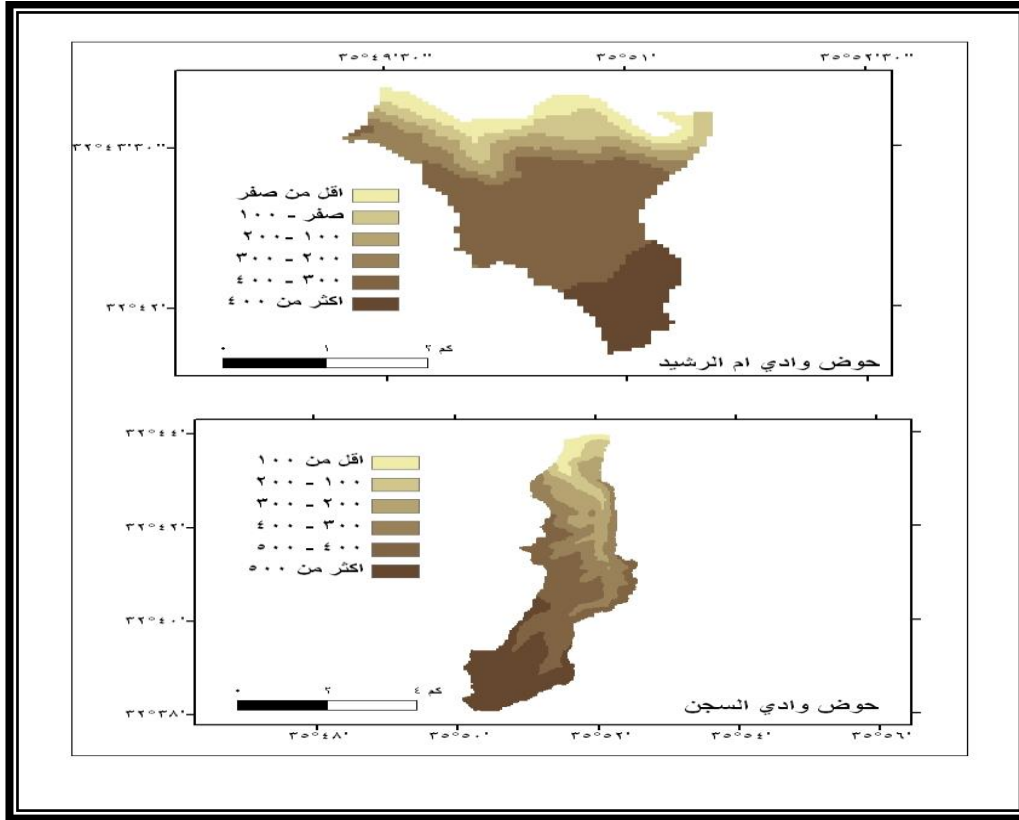 ٣٥°٤٩'٣٠'' ٣٥°٥١' ٣٥°٥٢'٣٠''
٣٢°٤٣'٣٠''
اقل من صفر
صفر - ١٠٠
١٠٠ - ٢٠٠
٢٠٠ - ٣٠٠
٣٠٠ - ٤٠٠
اكثر من ٤٠٠
٣٢°٤٢'
٠ ١ ٢ كم
حوض وادي ام الرشيد
٣٢°٤٤'
اقل من ١٠٠
١٠٠ - ٢٠٠
٢٠٠ - ٣٠٠
٣٢°٤٢'
٣٠٠ - ٤٠٠
٤٠٠ - ٥٠٠
اكثر من ٥٠٠
٣٢°٤٠'
٠ ٢ ٤ كم
حوض وادي السجن
٣٢°٣٨'
٣٥°٤٨' ٣٥°٥٠' ٣٥°٥٢' ٣٥°٥٤' ٣٥°٥٦'